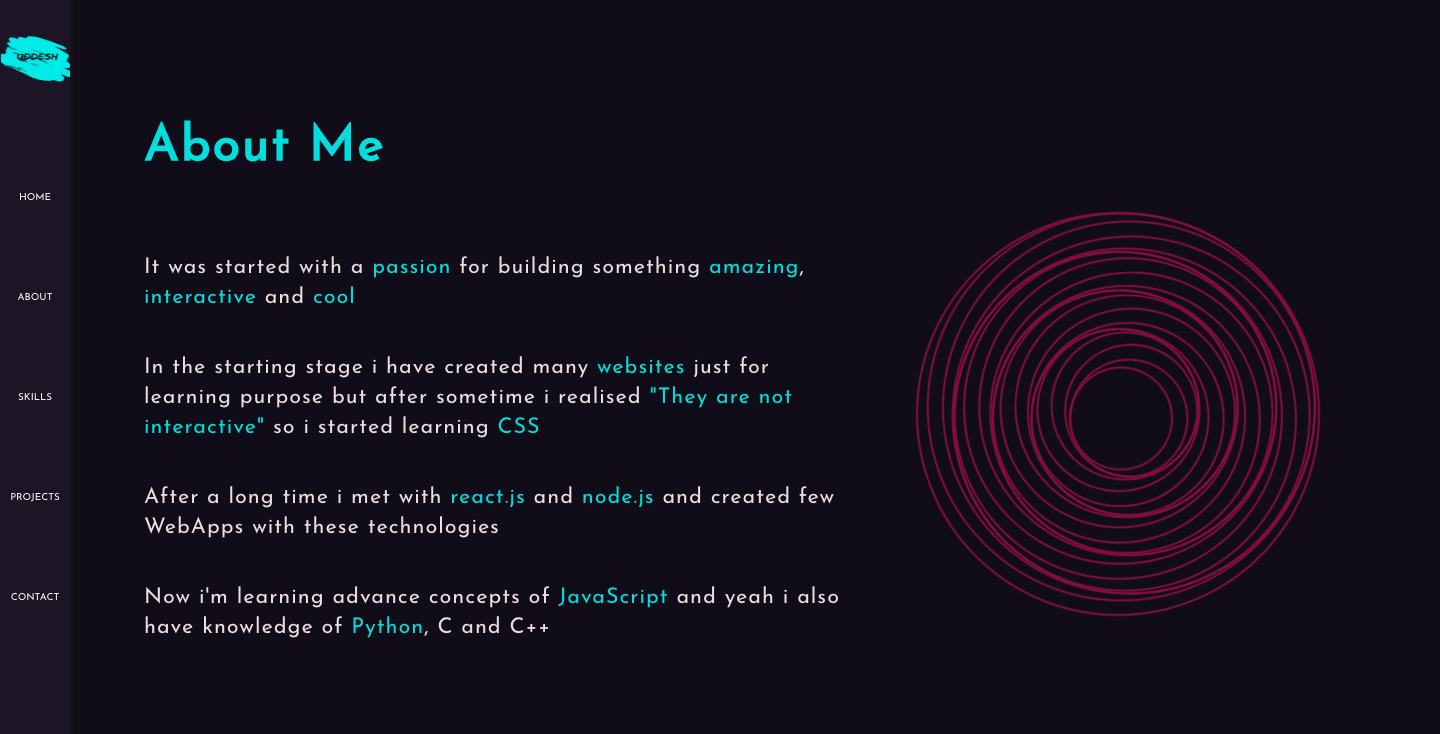 UDDESH
HOME
ABOUT
SKILLS
PROJECTS
CONTACT
About Me
It was started with a passion for building something amazing,
interactive and cool
In the starting stage i have created many websites just for
learning purpose but after sometime i realised "They are not
interactive" so i started learning CSS
After a long time i met with react.js and node.js and created few
WebApps with these technologies
Now i'm learning advance concepts of JavaScript and yeah i also
have knowledge of Python, C and C++